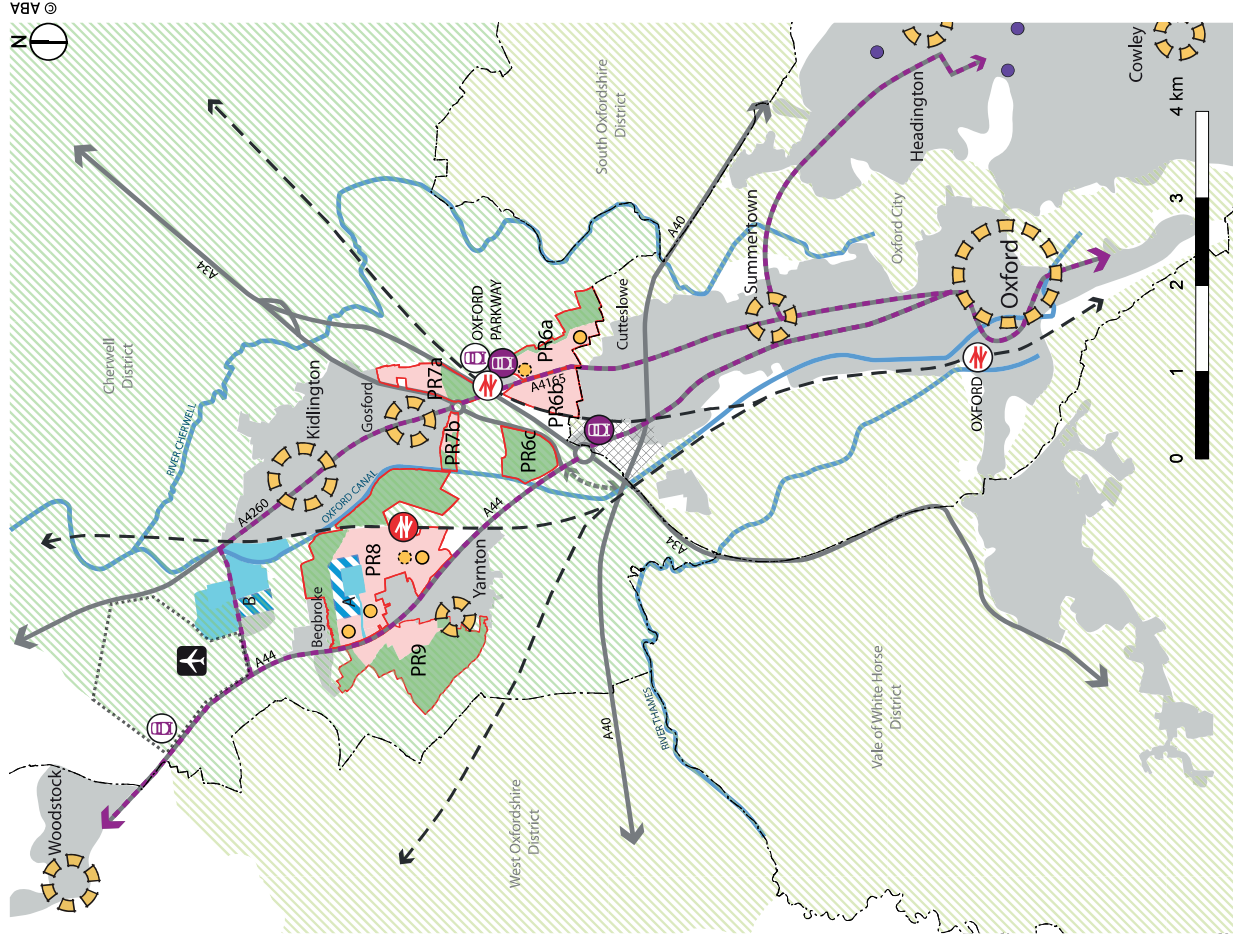 © ABA
N
Woodstock
Cherwell
District
A34
RIVER CHERWELL
Kidlington
Gosford
A4260
OXFORD CANAL
B
A44
Begbroke
A
PR8
PR9
Yarnton
PR7a
PR7b
PR6c
A44
OXFORD
PARKWAY
PR6a
A4165
PR6b
Cutteslowe
South Oxfordshire
District
A40
Summertown
Headington
Cowley
Oxford City
Oxford
OXFORD
A34
A40
RIVER THAMES
West Oxfordshire
District
Vale of White Horse
District
0
1
2
3
4 km